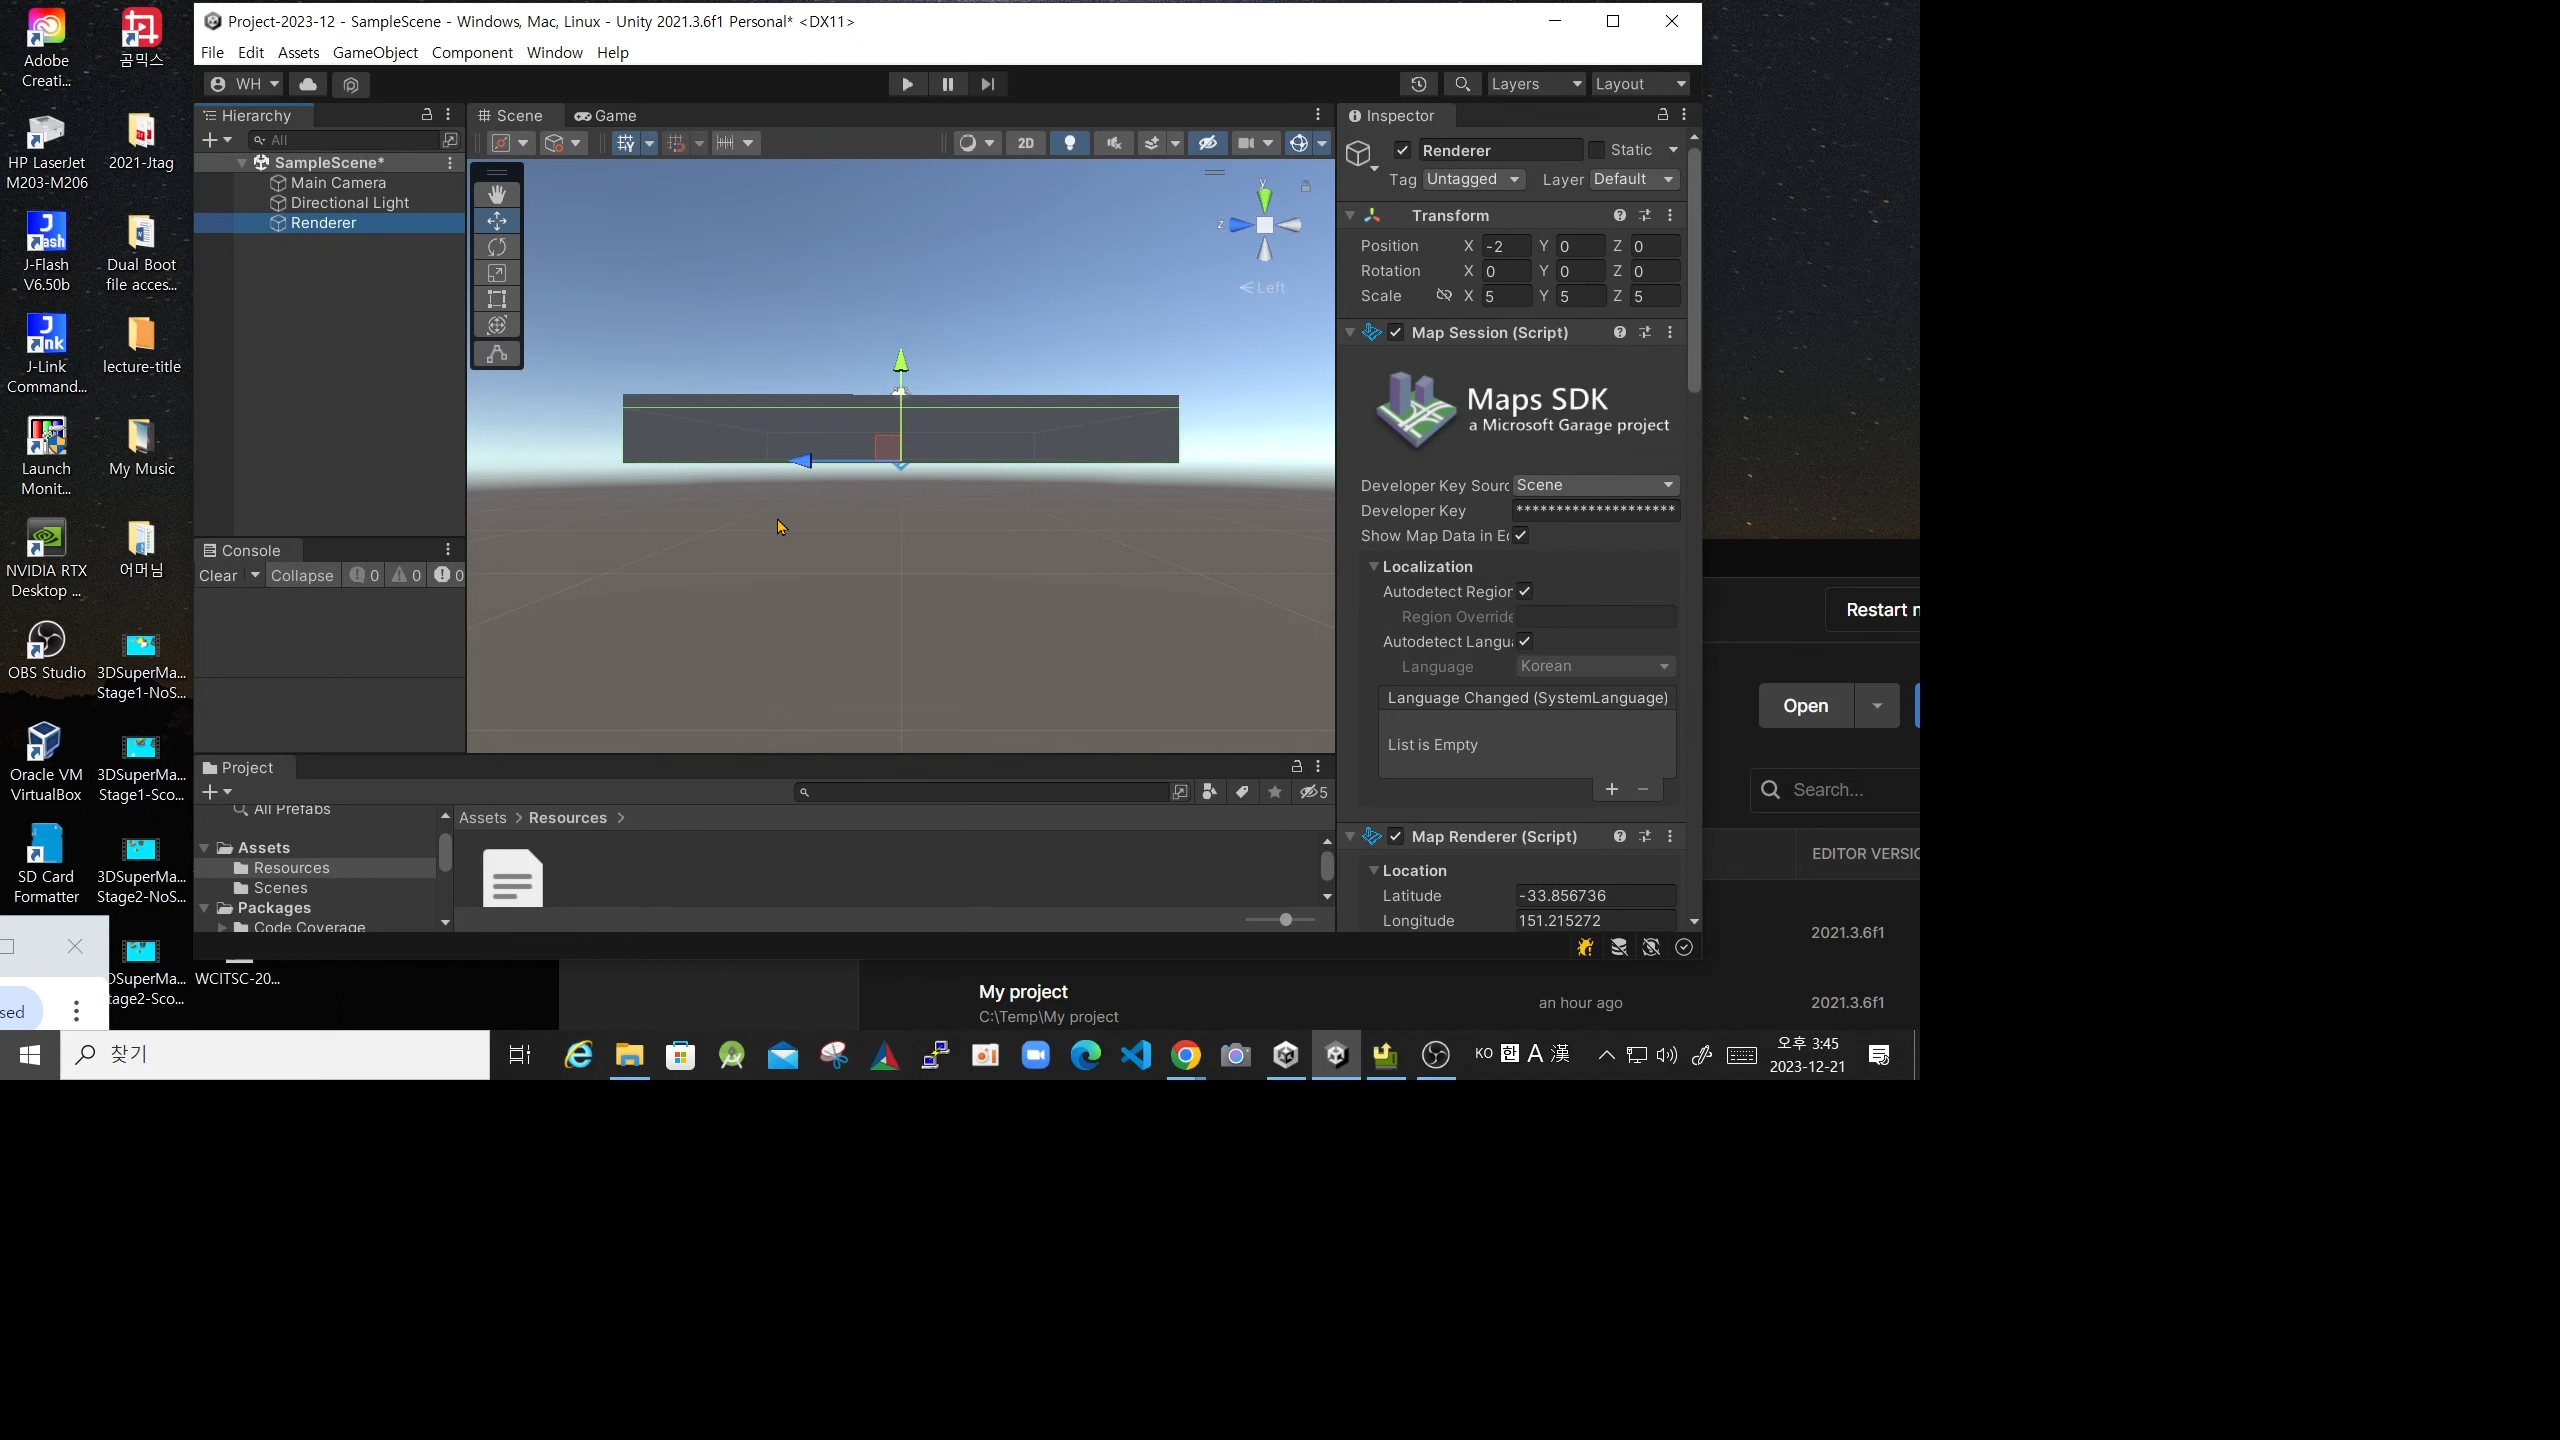 Project-2023-12 - SampleScene - Windows, Mac, Linux - Unity 2021.3.6f1 Personal* <DX11>
File Edit Assets GameObject Component Window Help
WH
Layers
Layout
Hierarchy
All
SampleScene*
Main Camera
Directional Light
Renderer
Console
Clear
Collapse
0
0
0
Scene
Game
2D
y
z
Left
Inspector
Renderer
Static
Tag Untagged Layer Default
Transform
Position X -2 Y 0 Z 0
Rotation X 0 Y 0 Z 0
Scale X 5 Y 5 Z 5
Map Session (Script)
Maps SDK
a Microsoft Garage project
Developer Key Sourc Scene
Developer Key ********************
Show Map Data in Ed
Localization
Autodetect Region
Region Override
Autodetect Langu
Language Korean
Language Changed (SystemLanguage)
List is Empty
+ −
Map Renderer (Script)
Location
Latitude -33.856736
Longitude 151.215272
Project
5
All Prefabs
Assets
Resources
Scenes
Packages
Code Coverage
Assets > Resources >
Adobe
Creati...
곰믹스
HP LaserJet
M203-M206
2021-Jtag
J-Flash
V6.50b
Dual Boot
file acces...
J-Link
Command...
lecture-title
Launch
Monit...
My Music
NVIDIA RTX
Desktop ...
어머님
OBS Studio
3DSuperMa...
Stage1-NoS...
Oracle VM
VirtualBox
3DSuperMa...
Stage1-Sco...
SD Card
Formatter
3DSuperMa...
Stage2-NoS...
DSuperMa...
tage2-Sco...
WCITSC-20...
sed
Restart n
Open
Search...
EDITOR VERSIO
2021.3.6f1
My project
C:\Temp\My project
an hour ago
2021.3.6f1
찾기
KO 한 A 漢
오후 3:45
2023-12-21